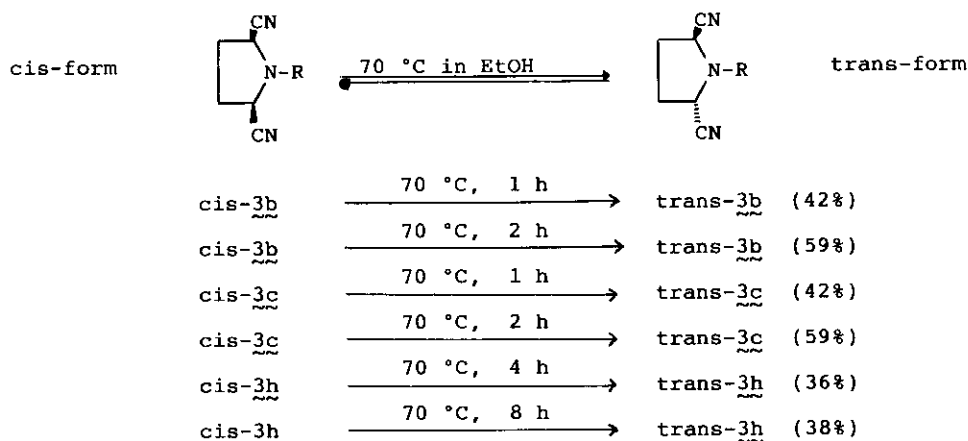 CN CN
cis-form N-R 70 °C in EtOH N-R trans-form
CN CN
cis-3b 70 °C, 1 h trans-3b (42%)
cis-3b 70 °C, 2 h trans-3b (59%)
cis-3c 70 °C, 1 h trans-3c (42%)
cis-3c 70 °C, 2 h trans-3c (59%)
cis-3h 70 °C, 4 h trans-3h (36%)
cis-3h 70 °C, 8 h trans-3h (38%)